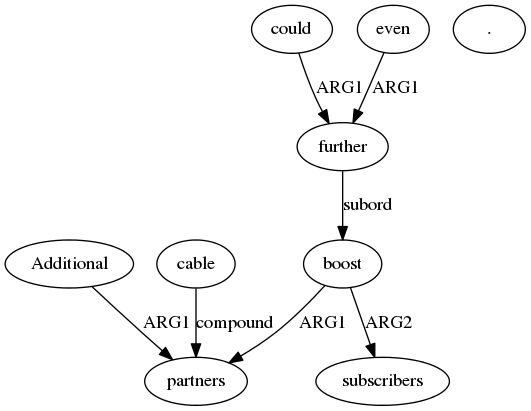 could even .
ARG1 ARG1
further
subord
Additional cable boost
ARG1 compound ARG1 ARG2
partners subscribers